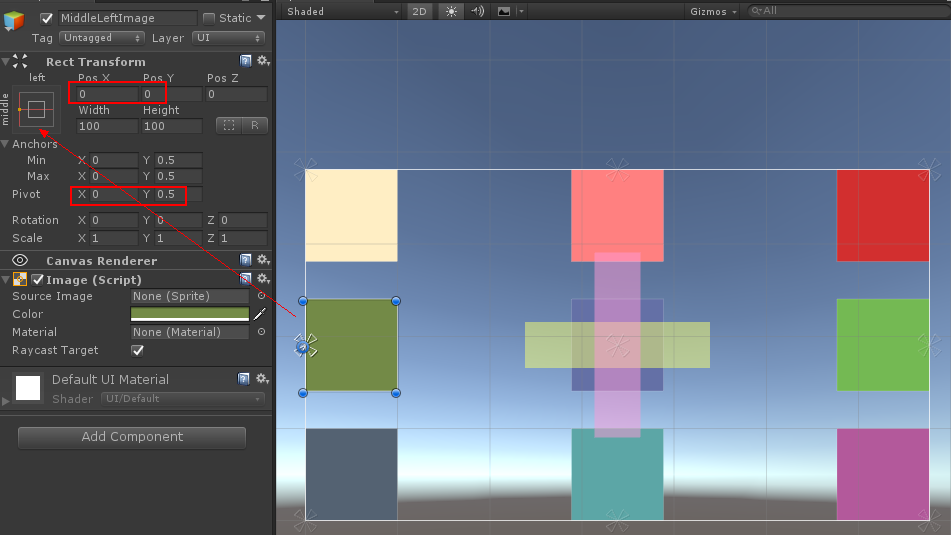 MiddleLeftImage Static
Tag Untagged Layer UI
Rect Transform
left Pos X Pos Y Pos Z
0 0 0
middle
Width Height
100 100 R
Anchors
Min X 0 Y 0.5
Max X 0 Y 0.5
Pivot X 0 Y 0.5
Rotation X 0 Y 0 Z 0
Scale X 1 Y 1 Z 1
Canvas Renderer
Image (Script)
Source Image None (Sprite)
Color
Material None (Material)
Raycast Target
Default UI Material
Shader UI/Default
Add Component
Shaded 2D Gizmos All